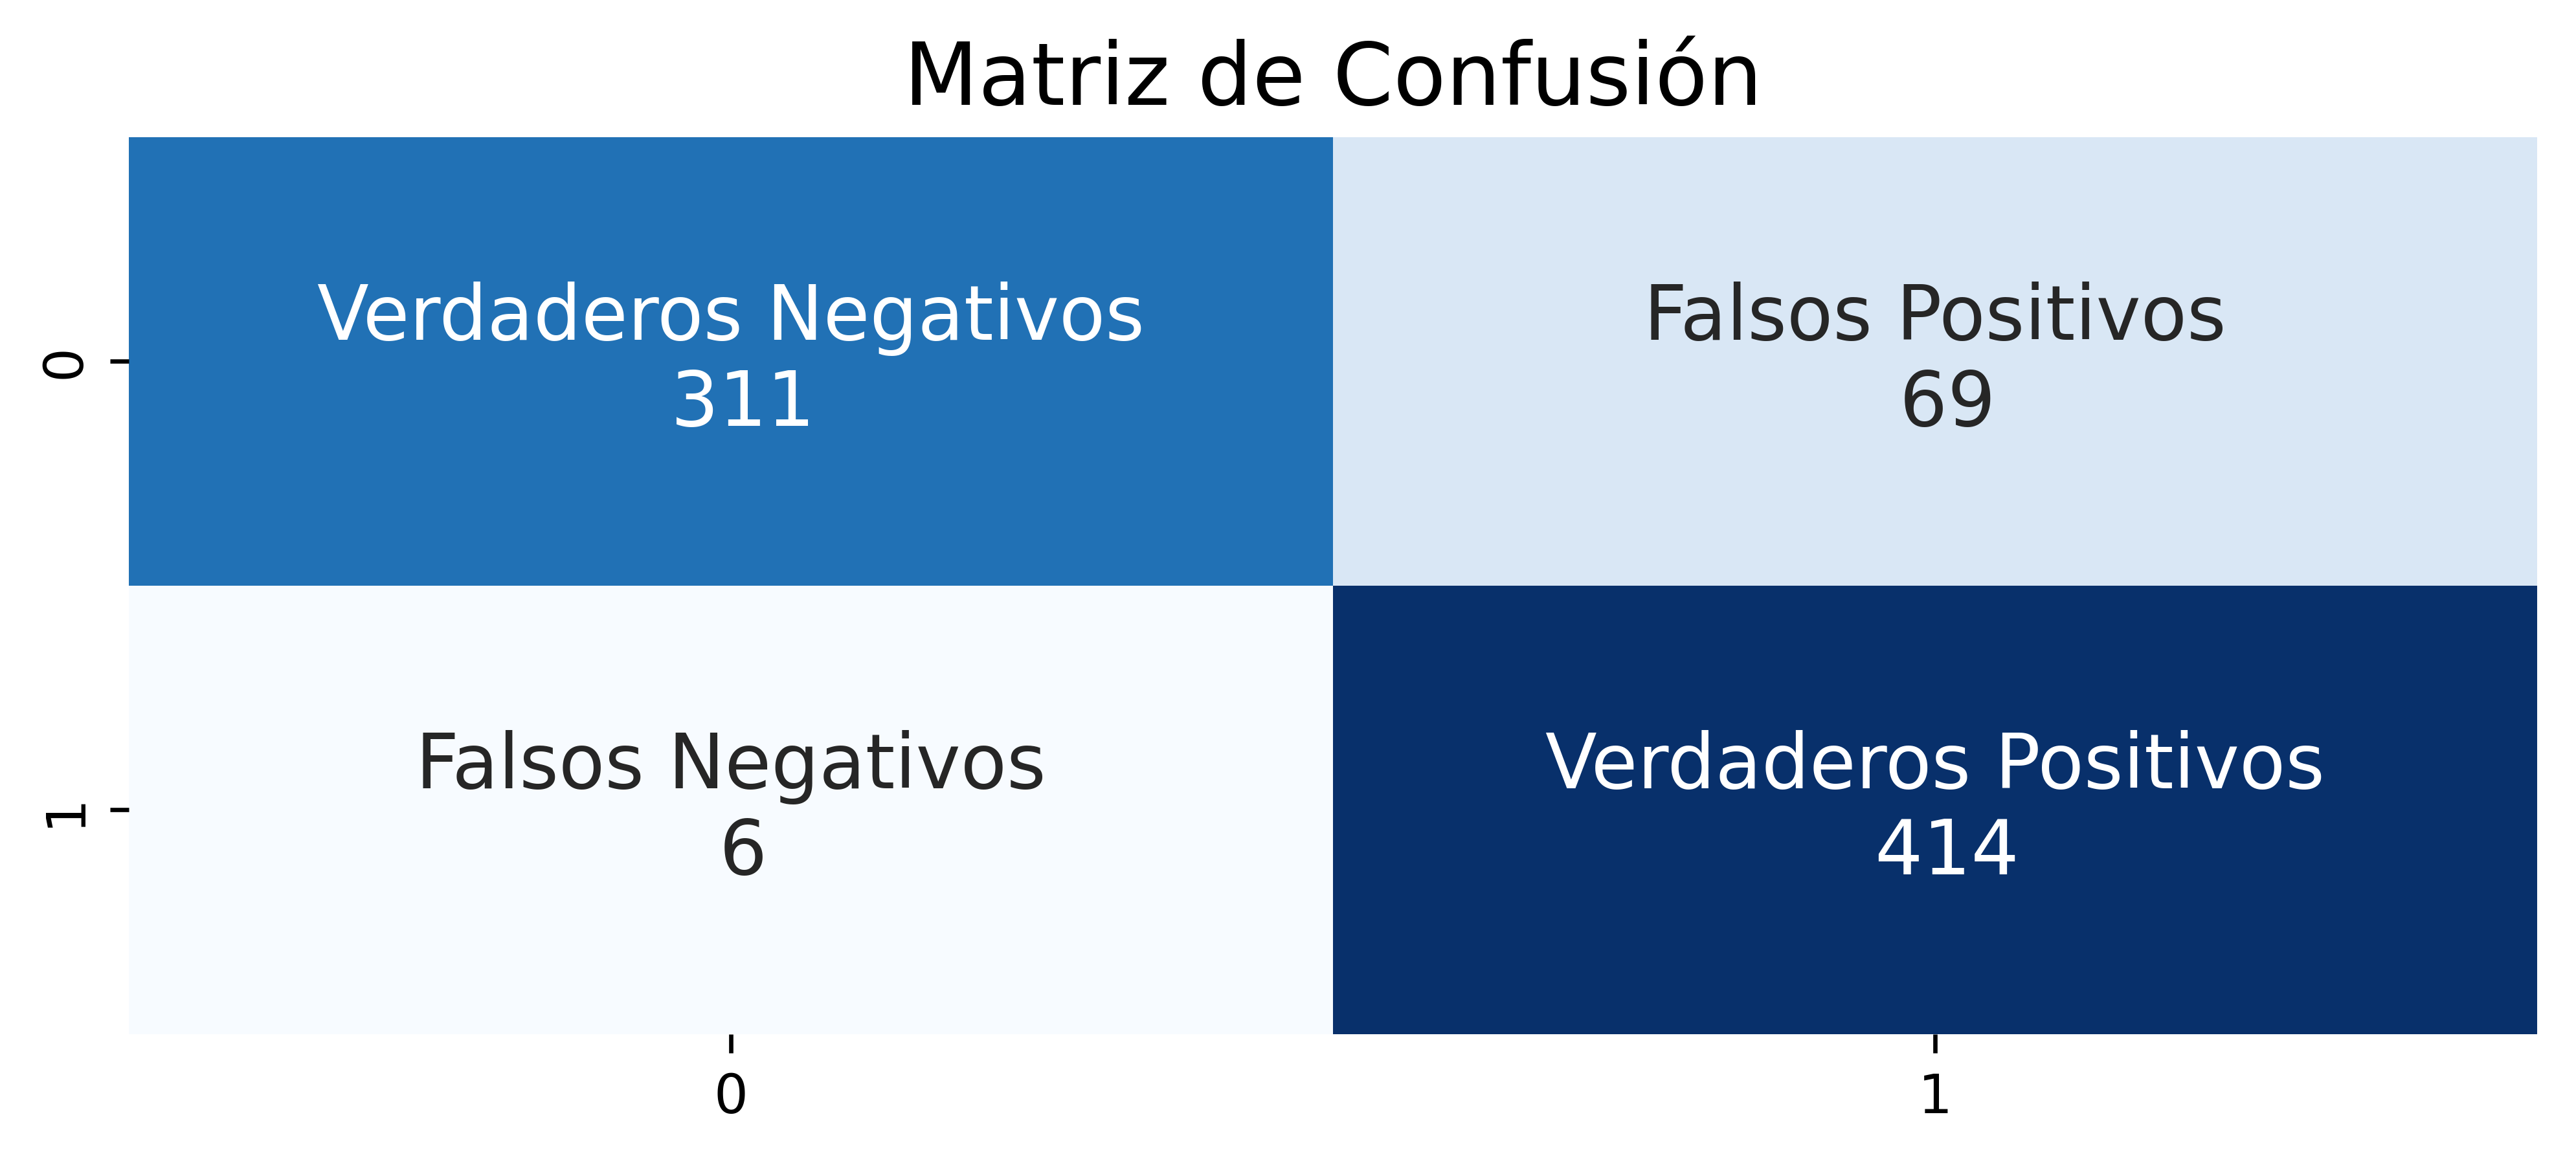 Matriz de Confusión
0
Verdaderos Negativos
311
Falsos Positivos
69
1
Falsos Negativos
6
Verdaderos Positivos
414
0
1